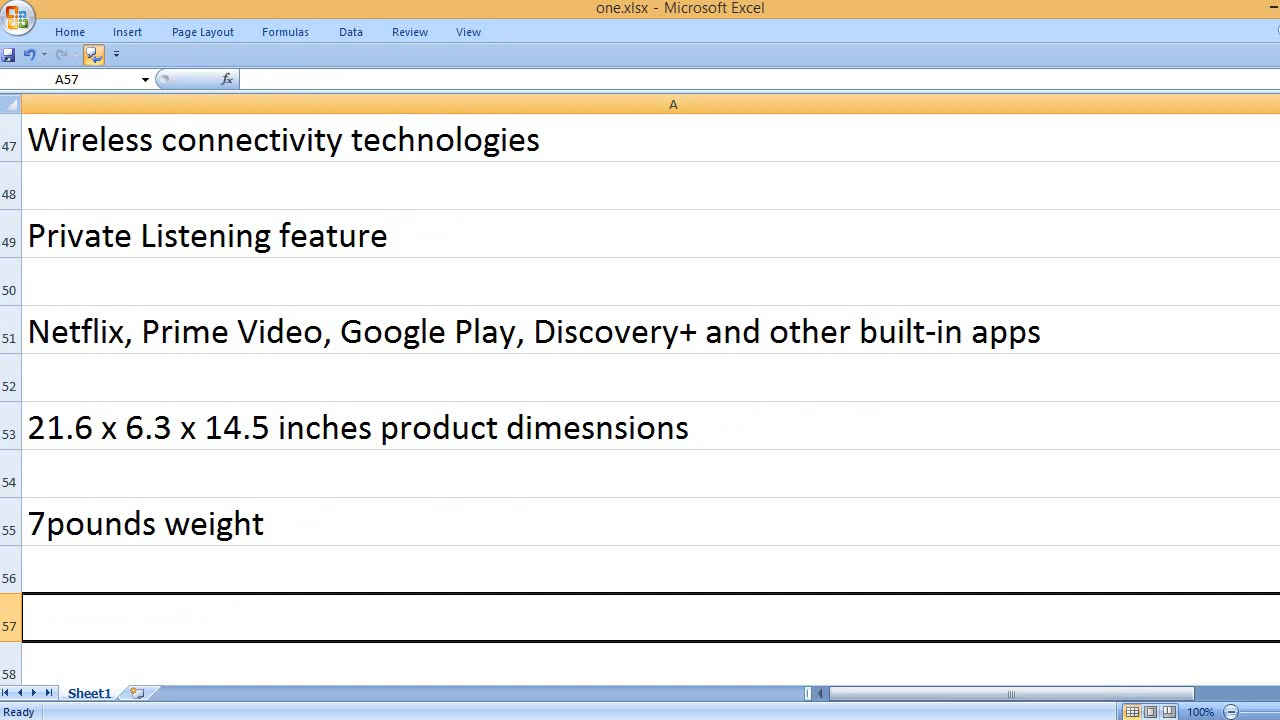 one.xlsx - Microsoft Excel
Home Insert Page Layout Formulas Data Review View
A57 fx
A
47 Wireless connectivity technologies
48
49 Private Listening feature
50
51 Netflix, Prime Video, Google Play, Discovery+ and other built-in apps
52
53 21.6 x 6.3 x 14.5 inches product dimesnsions
54
55 7pounds weight
56
57
58
Sheet1
Ready 100%